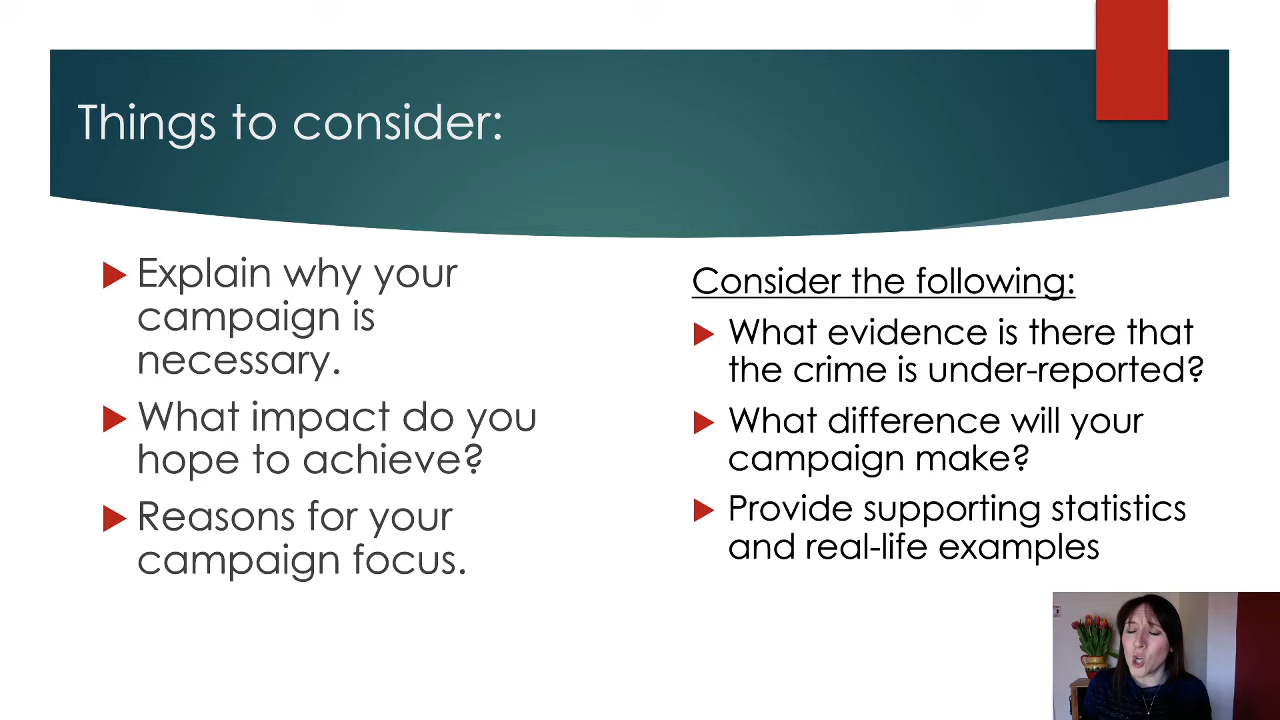 Things to consider:
Explain why your
campaign is
necessary.
What impact do you
hope to achieve?
Reasons for your
campaign focus.
Consider the following:
What evidence is there that
the crime is under-reported?
What difference will your
campaign make?
Provide supporting statistics
and real-life examples